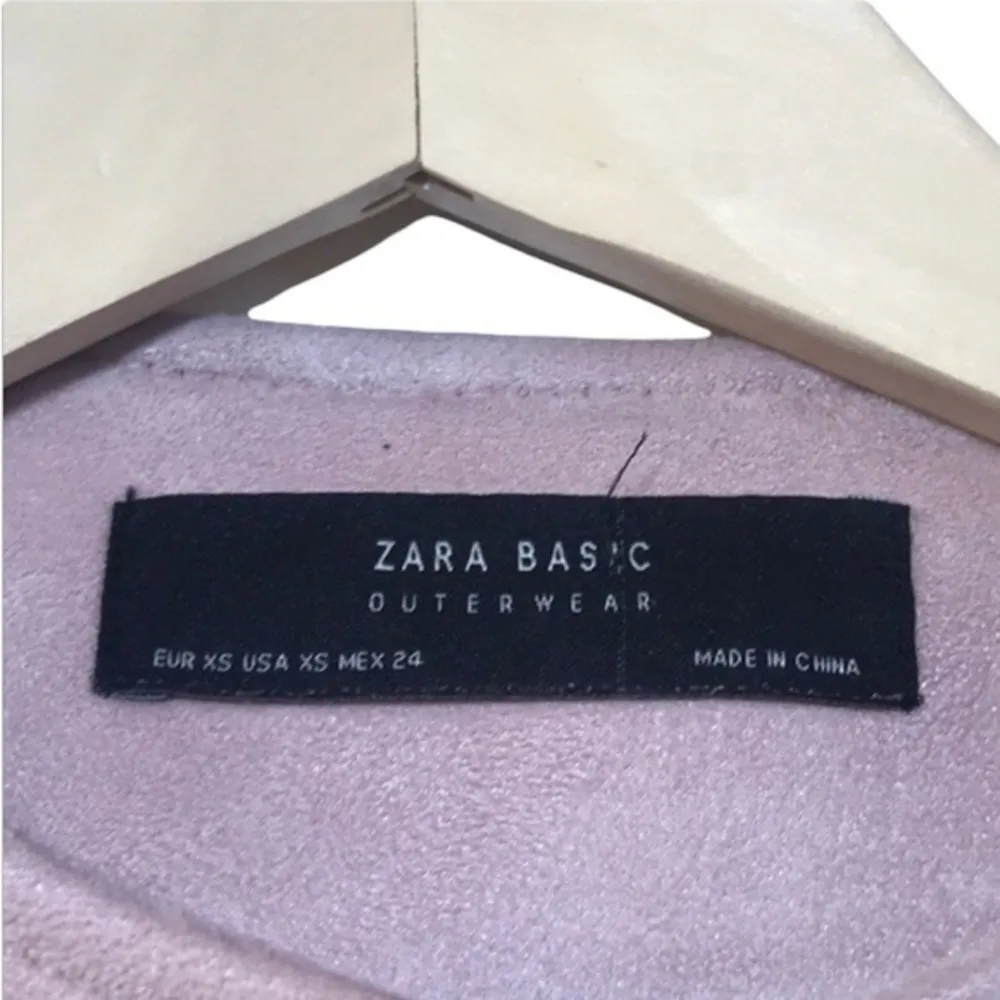 ZARA BASIC
OUTERWEAR
EUR XS USA XS MEX 24
MADE IN CHINA